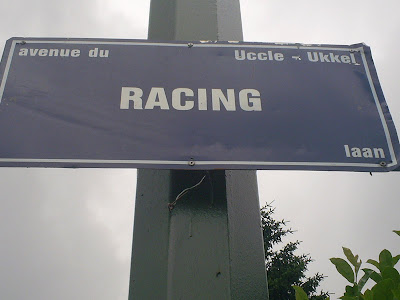 avenue du Uccle - Ukkel
RACING
laan